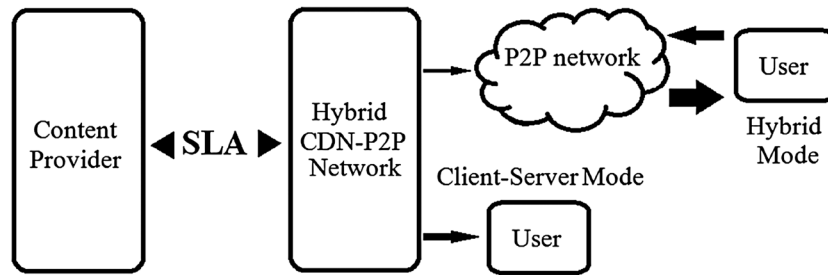 Content
Provider
SLA
Hybrid
CDN-P2P
Network
P2P network
User
Hybrid
Mode
Client-Server Mode
User